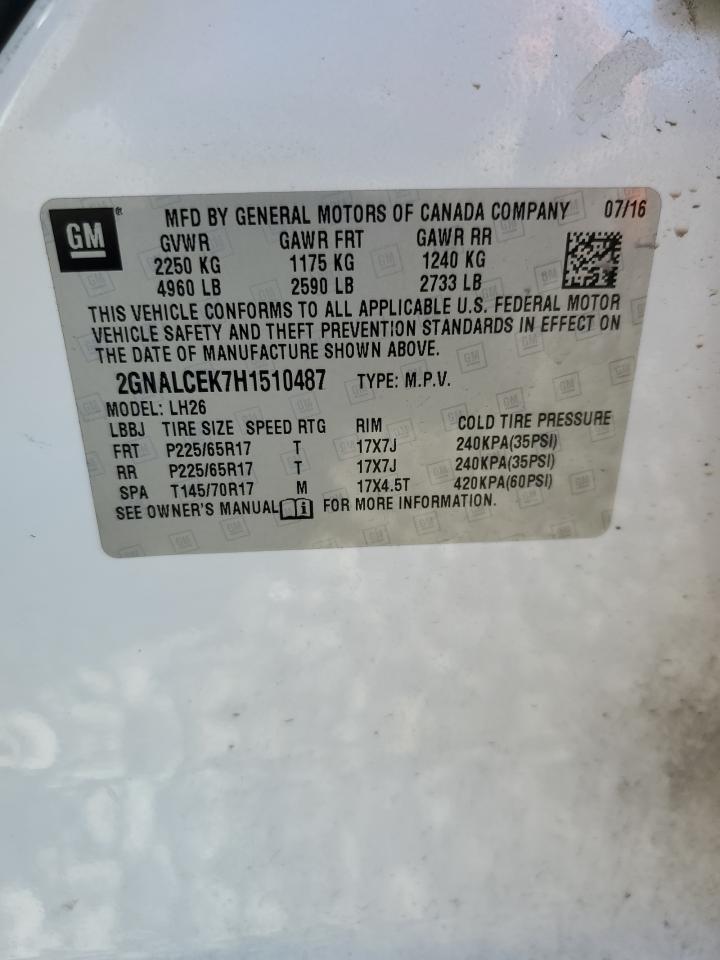 GM ® MFD BY GENERAL MOTORS OF CANADA COMPANY 07/16
GVWR GAWR FRT GAWR RR
2250 KG 1175 KG 1240 KG
4960 LB 2590 LB 2733 LB
THIS VEHICLE CONFORMS TO ALL APPLICABLE U.S. FEDERAL MOTOR
VEHICLE SAFETY AND THEFT PREVENTION STANDARDS IN EFFECT ON
THE DATE OF MANUFACTURE SHOWN ABOVE.
2GNALCEK7H1510487 TYPE: M.P.V.
MODEL: LH26
LBBJ TIRE SIZE SPEED RTG RIM COLD TIRE PRESSURE
FRT P225/65R17 T 17X7J 240KPA(35PSI)
RR P225/65R17 T 17X7J 240KPA(35PSI)
SPA T145/70R17 M 17X4.5T 420KPA(60PSI)
SEE OWNER'S MANUAL i FOR MORE INFORMATION.